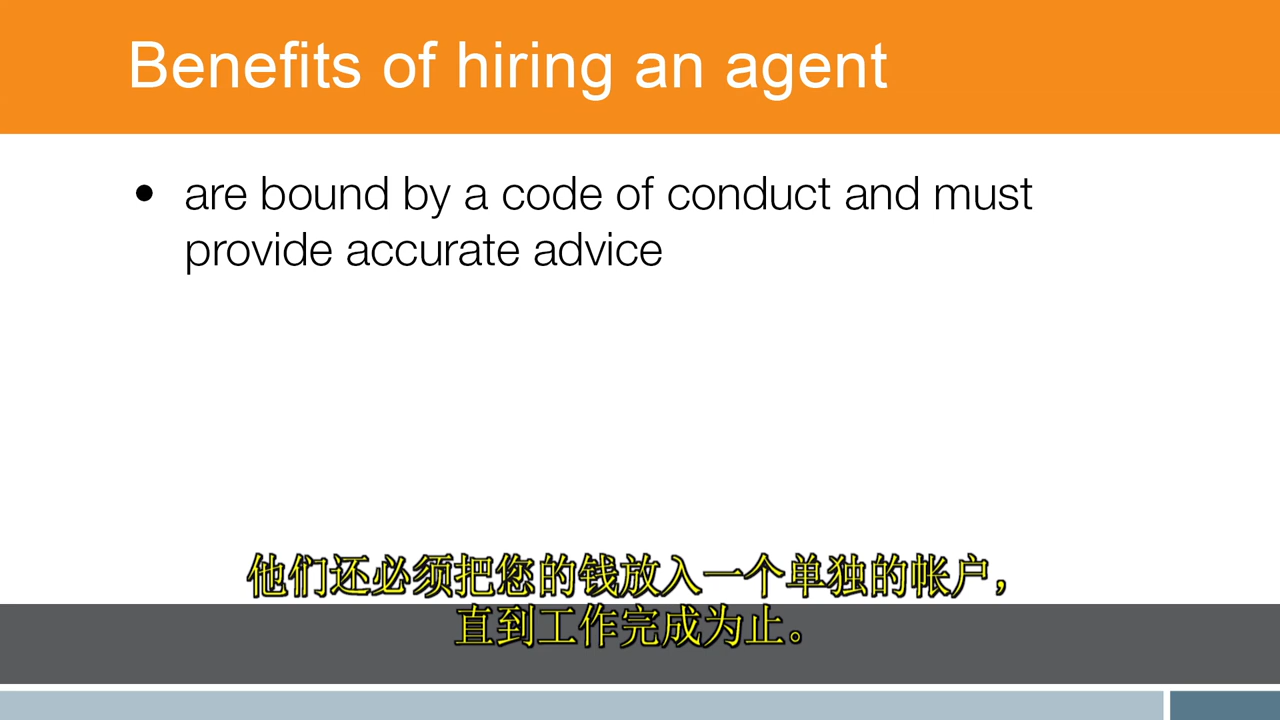 Benefits of hiring an agent
• are bound by a code of conduct and must
provide accurate advice
他们还必须把您的钱放入一个单独的帐户，
直到工作完成为止。